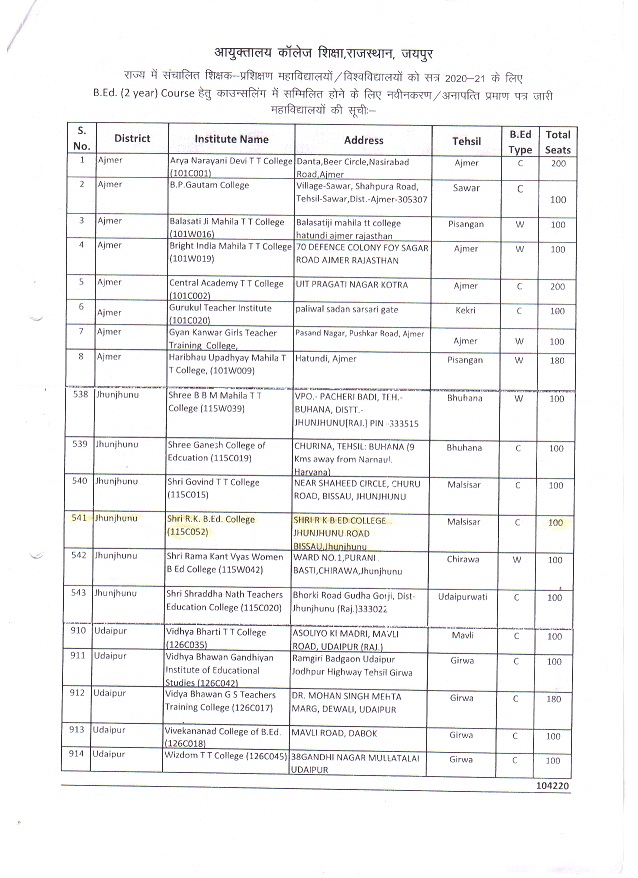 आयुक्तालय कॉलेज शिक्षा,राजस्थान, जयपुर
राज्य में संचालित शिक्षक–प्रशिक्षण महाविद्यालयों/विश्वविद्यालयों को सत्र 2020–21 के लिए
B.Ed. (2 year) Course हेतु काउन्सलिंग में सम्मिलित होने के लिए नवीनकरण/अनापत्ति प्रमाण पत्र जारी
महाविद्यालयों की सूचीः–
S. No. District Institute Name Address Tehsil B.Ed Type Total Seats
1 Ajmer Arya Narayani Devi T T College Danta,Beer Circle,Nasirabad Ajmer C 200
(101C001) Road,Ajmer
2 Ajmer B.P.Gautam College Village-Sawar, Shahpura Road, Sawar C
Tehsil-Sawar,Dist.-Ajmer-305307 100
3 Ajmer Balasati Ji Mahila T T College Balasatiji mahila tt college Pisangan W 100
(101W016) hatundi ajmer rajasthan
4 Ajmer Bright India Mahila T T College 70 DEFENCE COLONY FOY SAGAR Ajmer W 100
(101W019) ROAD AJMER RAJASTHAN
5 Ajmer Central Academy T T College UIT PRAGATI NAGAR KOTRA Ajmer C 200
(101C002)
6 Ajmer Gurukul Teacher Institute paliwal sadan sarsari gate Kekri C 100
(101C020)
7 Ajmer Gyan Kanwar Girls Teacher Pasand Nagar, Pushkar Road, Ajmer Ajmer W 100
Training College,
8 Ajmer Haribhau Upadhyay Mahila T Hatundi, Ajmer Pisangan W 180
T College, (101W009)
538 Jhunjhunu Shree B B M Mahila T T VPO.- PACHERI BADI, TEH.- Bhuhana W 100
College (115W039) BUHANA, DISTT.-
JHUNJHUNU[RAJ.] PIN -333515
539 Jhunjhunu Shree Ganesh College of CHURINA, TEHSIL: BUHANA (9 Bhuhana C 100
Edcuation (115C019) Kms away from Narnaul.
Haryana)
540 Jhunjhunu Shri Govind T T College NEAR SHAHEED CIRCLE, CHURU Malsisar C 100
(115C015) ROAD, BISSAU, JHUNJHUNU
541 Jhunjhunu Shri R.K. B.Ed. College SHRI R K B ED COLLEGE Malsisar C 100
(115C052) JHUNJHUNU ROAD
BISSAU,Jhunjhunu
542 Jhunjhunu Shri Rama Kant Vyas Women WARD NO.1,PURANI Chirawa W 100
B Ed College (115W042) BASTI,CHIRAWA,Jhunjhunu
543 Jhunjhunu Shri Shraddha Nath Teachers Bhorki Road Gudha Gorji, Dist- Udaipurwati C 100
Education College (115C020) Jhunjhunu (Raj.)333022
910 Udaipur Vidhya Bharti T T College ASOLIYO KI MADRI, MAVLI Mavli C 100
(126C035) ROAD, UDAIPUR (RAJ.)
911 Udaipur Vidhya Bhawan Gandhiyan Ramgiri Badgaon Udaipur Girwa C 100
Institute of Educational Jodhpur Highway Tehsil Girwa
Studies (126C042)
912 Udaipur Vidya Bhawan G S Teachers DR. MOHAN SINGH MEHTA Girwa C 180
Training College (126C017) MARG, DEWALI, UDAIPUR
913 Udaipur Vivekananad College of B.Ed. MAVLI ROAD, DABOK Girwa C 100
(126C018)
914 Udaipur Wizdom T T College (126C045) 38GANDHI NAGAR MULLATALAI Girwa C 100
UDAIPUR
104220